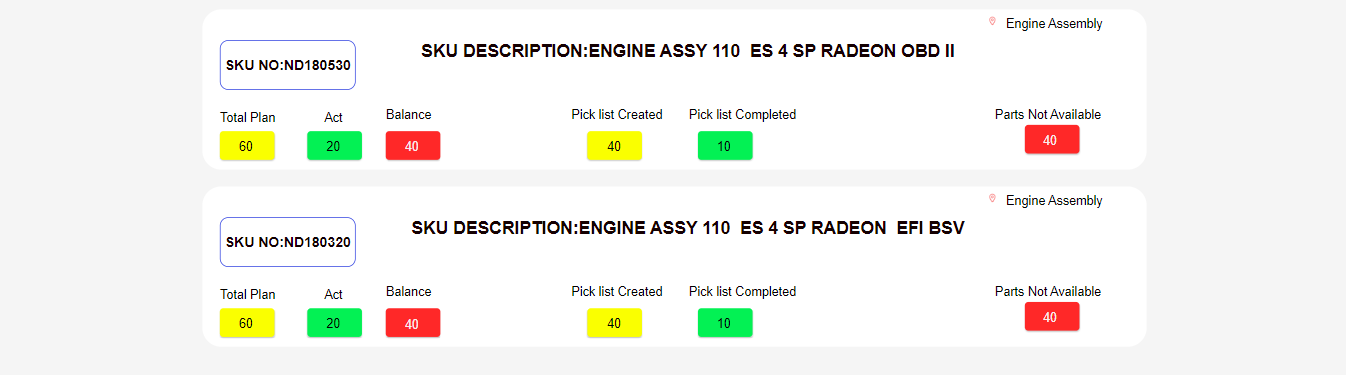 Engine Assembly
SKU DESCRIPTION:ENGINE ASSY 110  ES 4 SP RADEON OBD II
SKU NO:ND180530
Total Plan Act Balance Pick list Created Pick list Completed Parts Not Available
60 20 40 40 10 40
Engine Assembly
SKU DESCRIPTION:ENGINE ASSY 110  ES 4 SP RADEON  EFI BSV
SKU NO:ND180320
Total Plan Act Balance Pick list Created Pick list Completed Parts Not Available
60 20 40 40 10 40